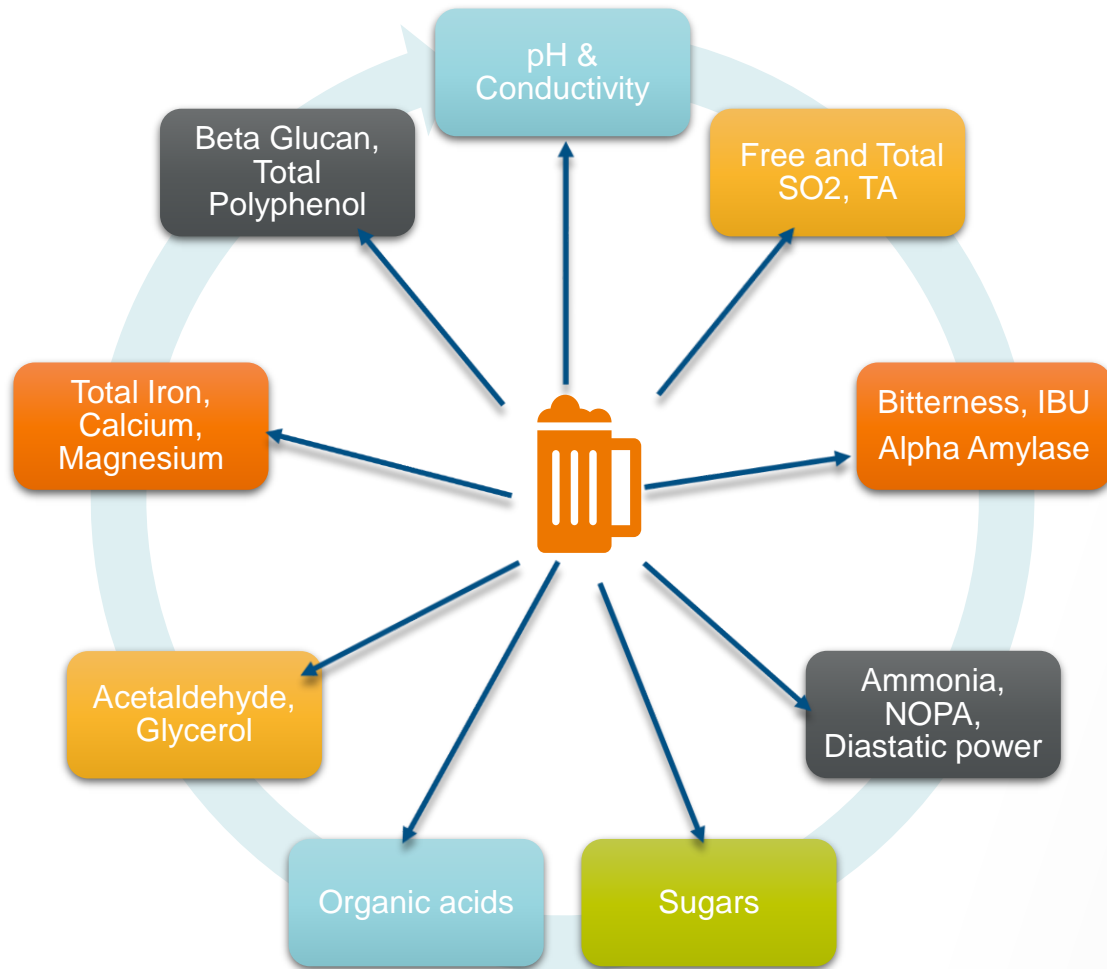 pH &
Conductivity
Free and Total
SO2, TA
Bitterness, IBU
Alpha Amylase
Ammonia,
NOPA,
Diastatic power
Sugars
Organic acids
Acetaldehyde,
Glycerol
Total Iron,
Calcium,
Magnesium
Beta Glucan,
Total
Polyphenol